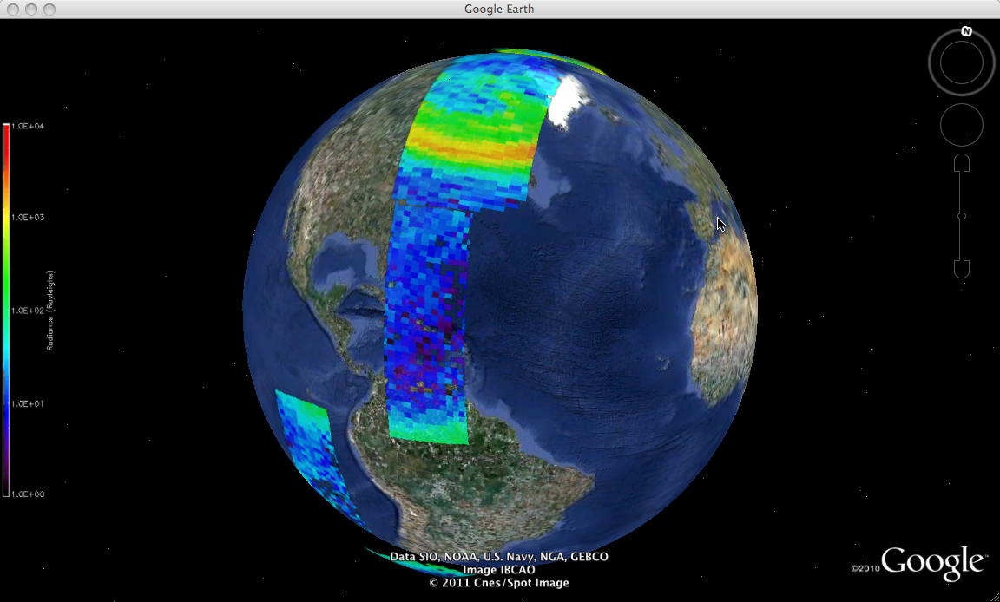 Google Earth
N
1.0E+04
1.0E+03
1.0E+02
1.0E+01
1.0E+00
Radiance (Rayleighs)
Data SIO, NOAA, U.S. Navy, NGA, GEBCO
Image IBCAO
© 2011 Cnes/Spot Image
©2010 Google™